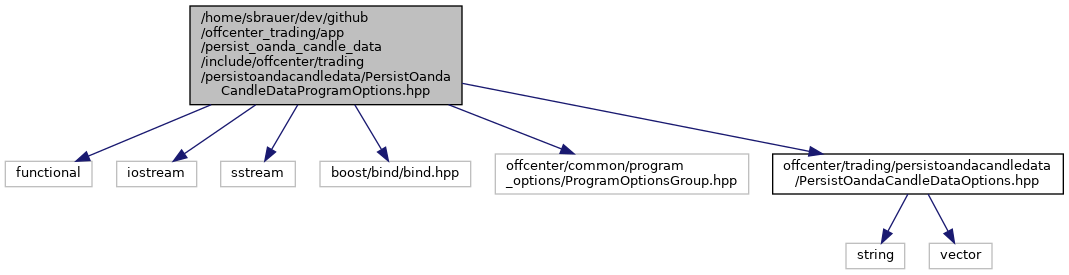 /home/sbrauer/dev/github
/offcenter_trading/app
/persist_oanda_candle_data
/include/offcenter/trading
/persistoandacandledata/PersistOanda
CandleDataProgramOptions.hpp
functional
iostream
sstream
boost/bind/bind.hpp
offcenter/common/program
_options/ProgramOptionsGroup.hpp
offcenter/trading/persistoandacandledata
/PersistOandaCandleDataOptions.hpp
string
vector